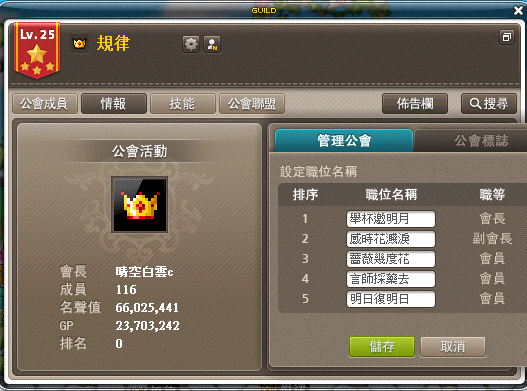 GUILD
Lv.25
規律
公會成員 情報 技能 公會聯盟 佈告欄 搜尋
公會活動
會長 晴空白雲c
成員 116
名聲值 66,025,441
GP 23,703,242
排名 0
管理公會 公會標誌
設定職位名稱
排序 職位名稱 職等
1 舉杯邀明月 會長
2 感時花濺淚 副會長
3 薔薇幾度花 會員
4 言師採藥去 會員
5 明日復明日 會員
儲存 取消